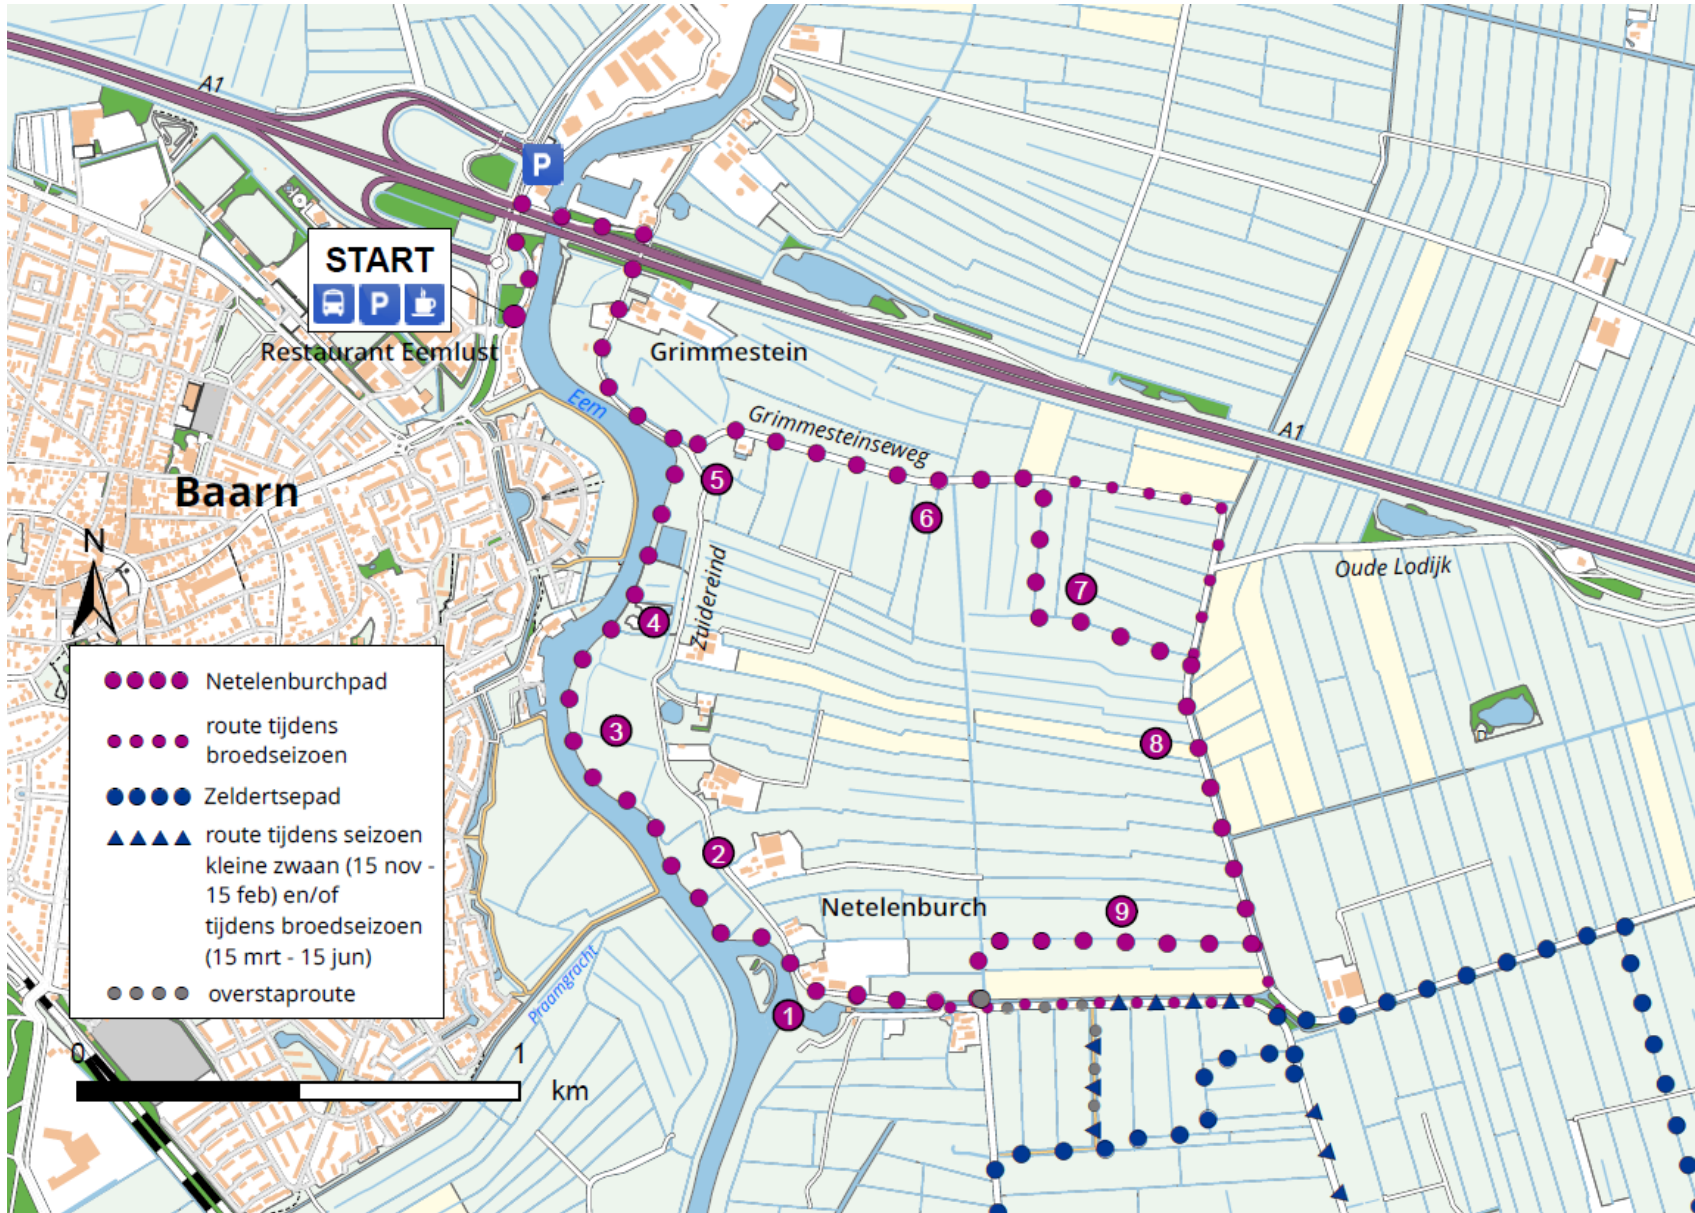 A1
P
START
P
Restaurant Eemlust
Grimmestein
Eem
Grimmesteinseweg
A1
Baarn
5
6
N
Zuidereind
Oude Lodijk
7
4
Netelenburchpad
3
route tijdens
broedseizoen
8
Zeldertsepad
route tijdens seizoen
kleine zwaan (15 nov -
15 feb) en/of
tijdens broedseizoen
(15 mrt - 15 jun)
2
Netelenburch
9
overstaproute
Praamgracht
1
0
1
km